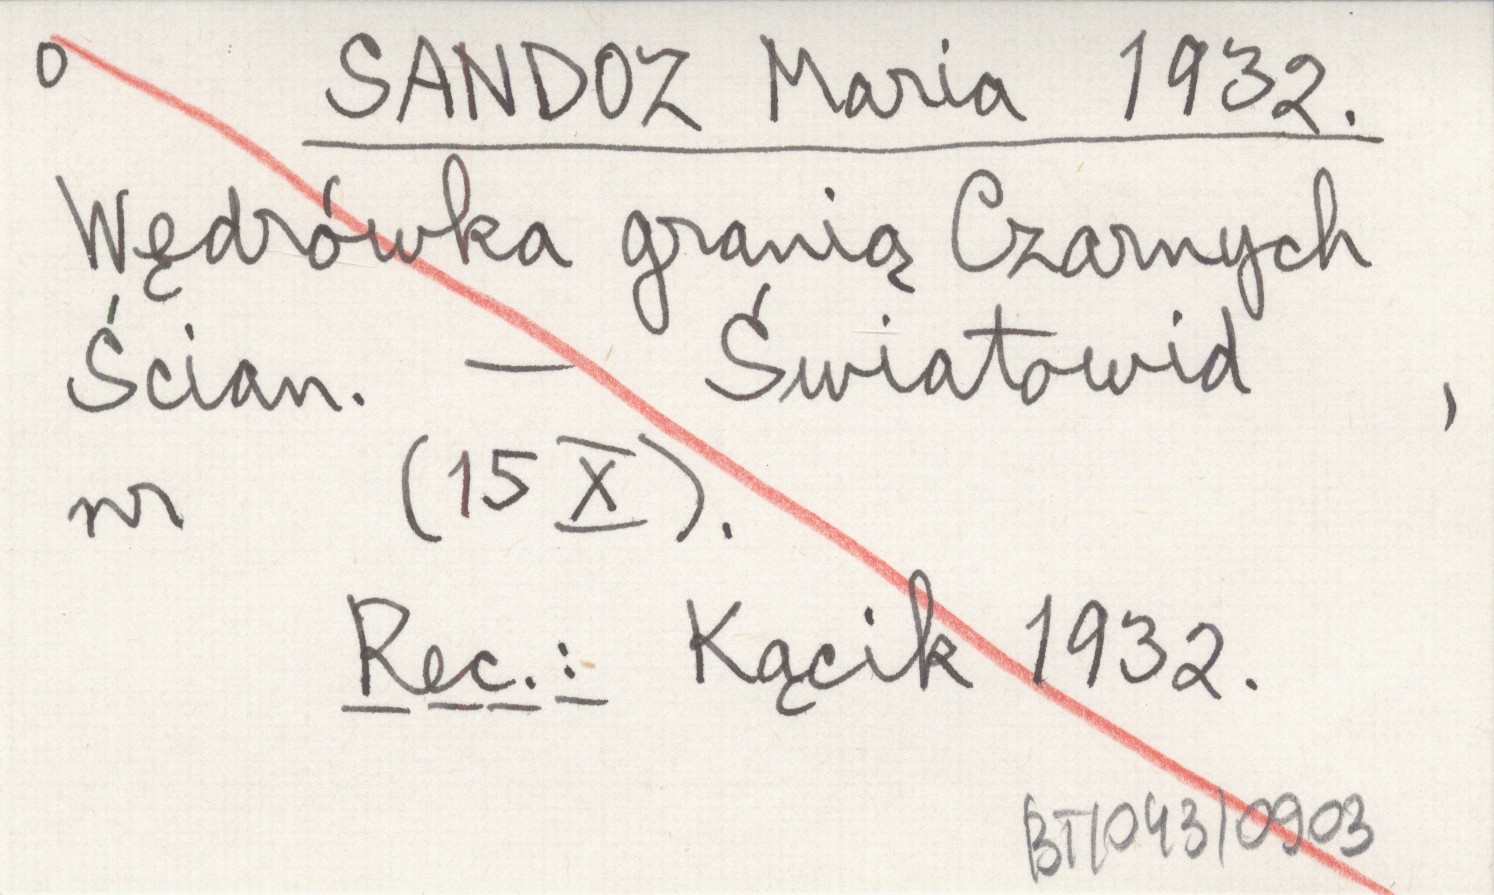 o SANDOZ Maria 1932.
Wędrówka granią Czarnych
Ścian. — Światowid ,
nr (15 X).
Rec.: Kącik 1932.
BT/043/0903